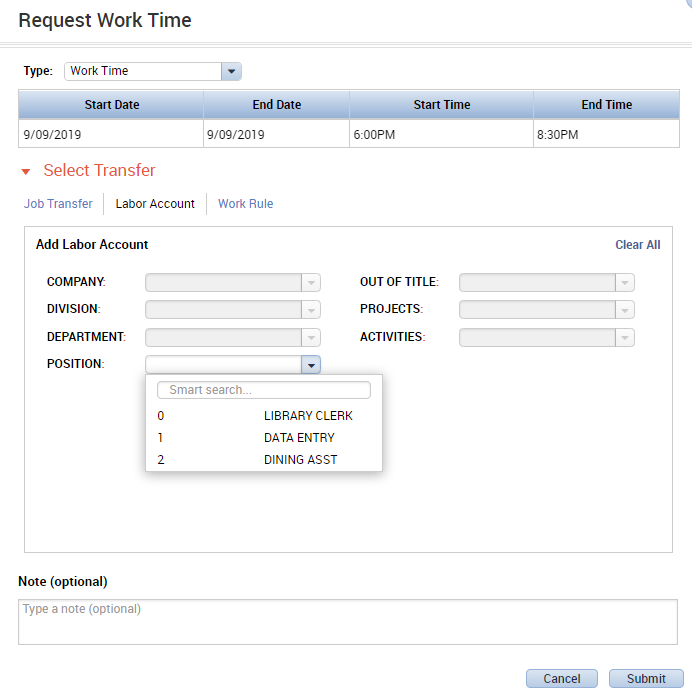 Request Work Time
Type: Work Time
Start Date End Date Start Time End Time
9/09/2019 9/09/2019 6:00PM 8:30PM
Select Transfer
Job Transfer Labor Account Work Rule
Add Labor Account Clear All
COMPANY: OUT OF TITLE:
DIVISION: PROJECTS:
DEPARTMENT: ACTIVITIES:
POSITION:
Smart search...
0 LIBRARY CLERK
1 DATA ENTRY
2 DINING ASST
Note (optional)
Type a note (optional)
Cancel Submit